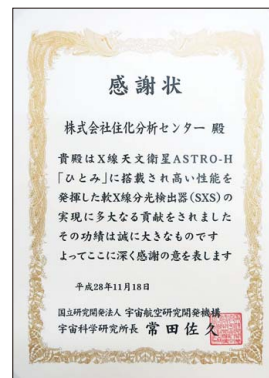 感謝状
株式会社住化分析センター 殿
貴殿はX線天文衛星ASTRO-H
「ひとみ」に搭載され高い性能を
発揮した軟X線分光検出器(SXS)の
実現に多大なる貢献をされました
その功績は誠に大きなものです
よってここに深く感謝の意を表します
平成28年11月18日
国立研究開発法人 宇宙航空研究開発機構
宇宙科学研究所長 常田佐久